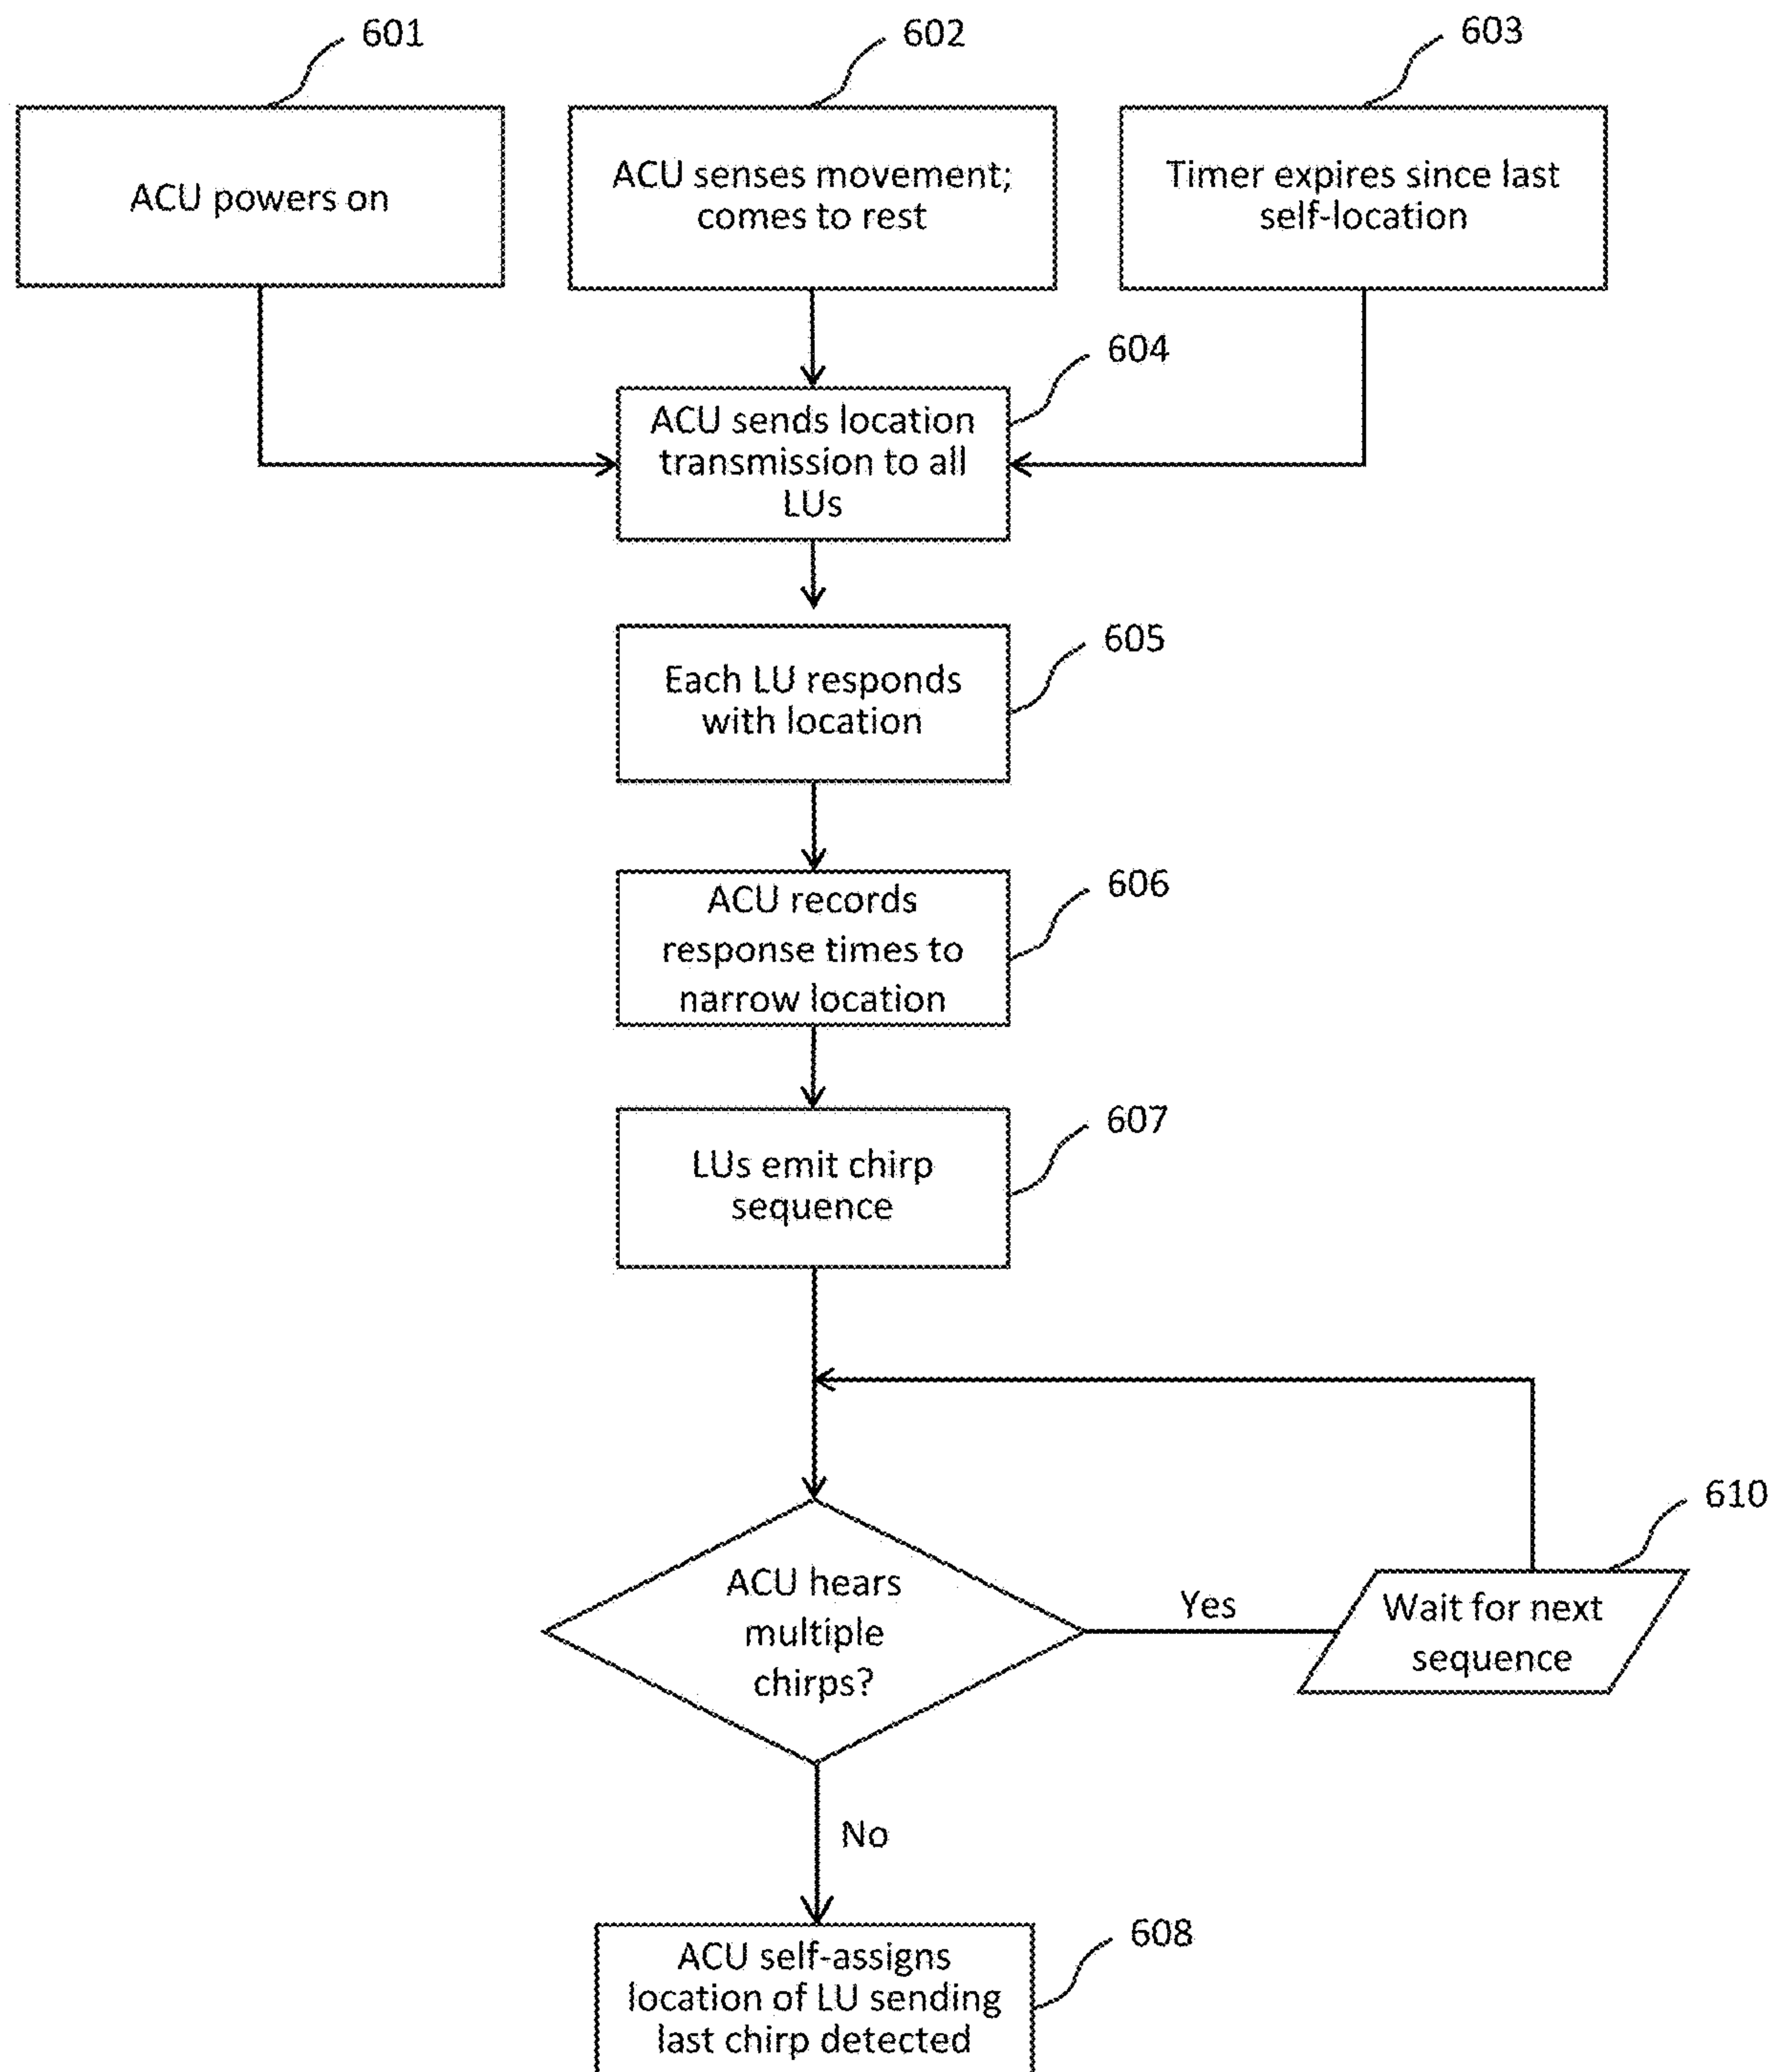 601
602
603
ACU powers on
ACU senses movement;
comes to rest
Timer expires since last
self-location
604
ACU sends location
transmission to all
LUs
605
Each LU responds
with location
606
ACU records
response times to
narrow location
607
LUs emit chirp
sequence
610
ACU hears
multiple
chirps?
Yes
Wait for next
sequence
No
608
ACU self-assigns
location of LU sending
last chirp detected